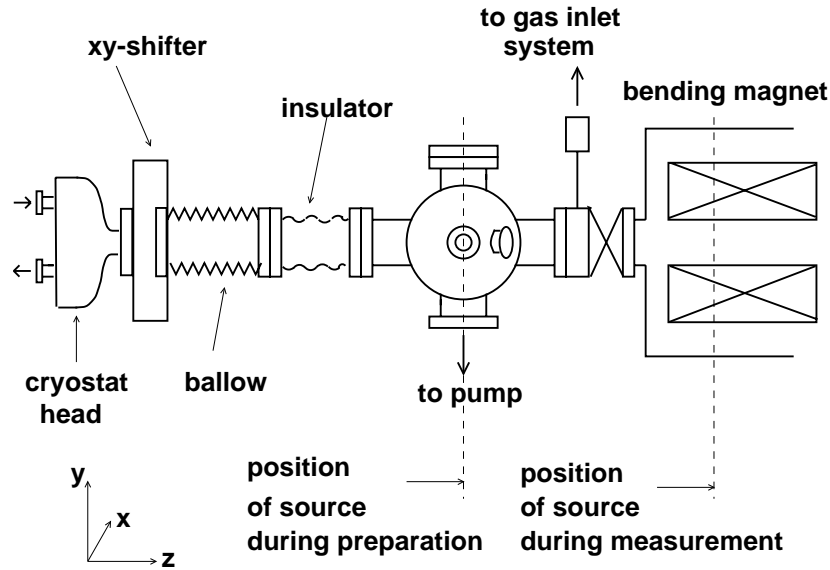 to gas inlet
system
xy-shifter
insulator
bending magnet
cryostat
head
ballow
to pump
position
of source
during preparation
position
of source
during measurement
y
x
z